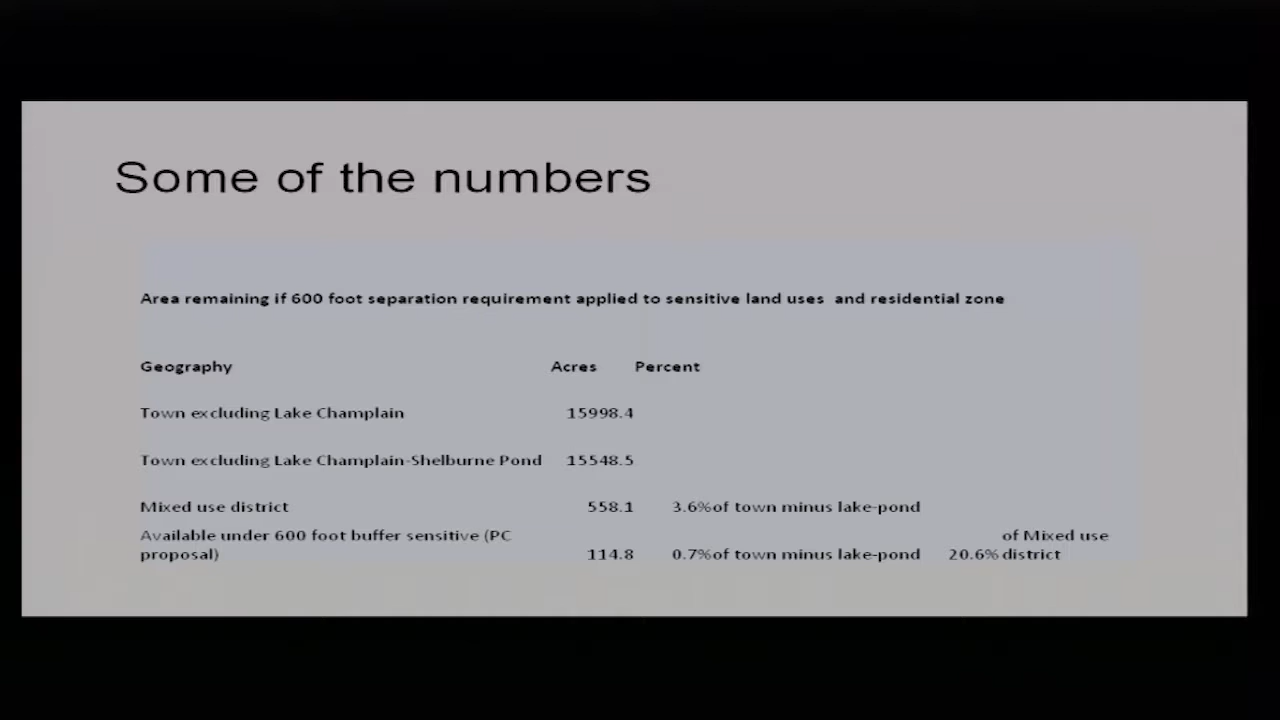 Some of the numbers
Area remaining if 600 foot separation requirement applied to sensitive land uses and residential zone
Geography Acres Percent
Town excluding Lake Champlain 15998.4
Town excluding Lake Champlain-Shelburne Pond 15548.5
Mixed use district 558.1 3.6%of town minus lake-pond
Available under 600 foot buffer sensitive (PC of Mixed use
proposal) 114.8 0.7%of town minus lake-pond 20.6% district